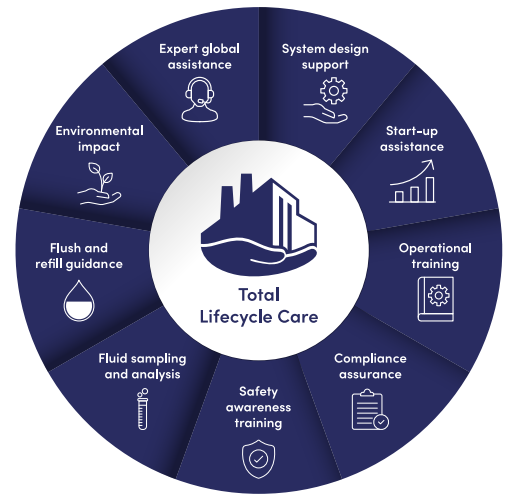 Expert global
assistance
System design
support
Start-up
assistance
Operational
training
Compliance
assurance
Safety
awareness
training
Fluid sampling
and analysis
Flush and
refill guidance
Environmental
impact
Total
Lifecycle Care